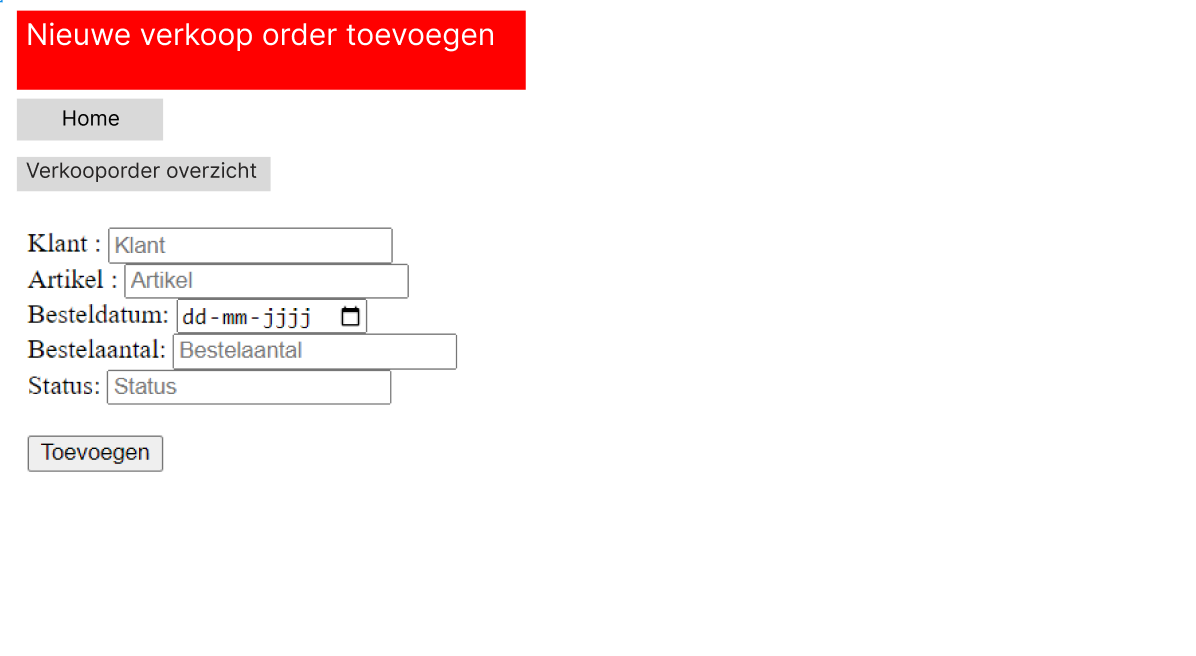 Nieuwe verkoop order toevoegen
Home
Verkooporder overzicht
Klant : Klant
Artikel : Artikel
Besteldatum: dd-mm-jjjj
Bestelaantal: Bestelaantal
Status: Status
Toevoegen